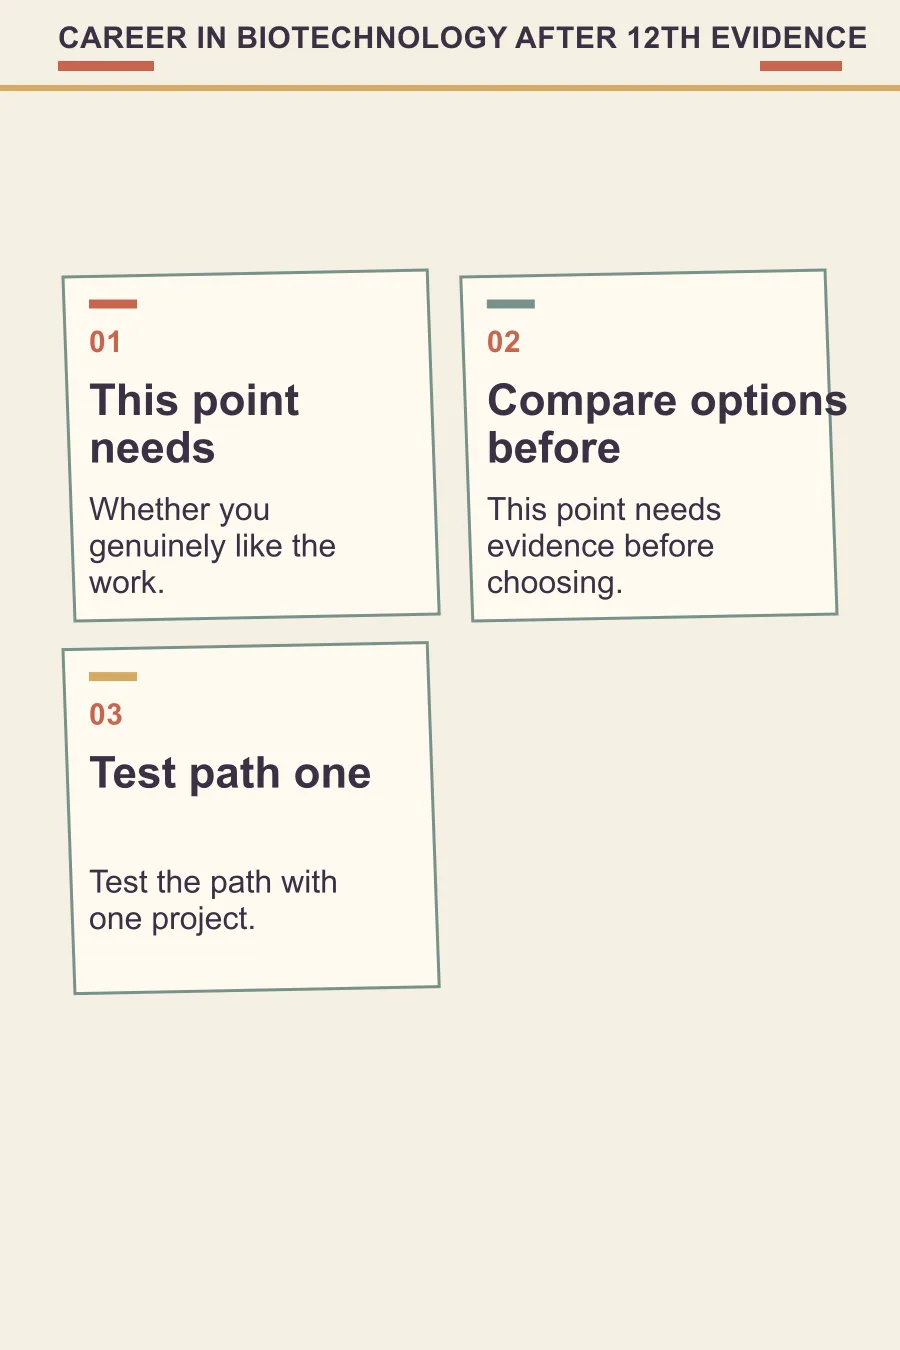 CAREER IN BIOTECHNOLOGY AFTER 12TH EVIDENCE
01
This point
needs
Whether you
genuinely like the
work.
02
Compare options
before
This point needs
evidence before
choosing.
03
Test path one
Test the path with
one project.